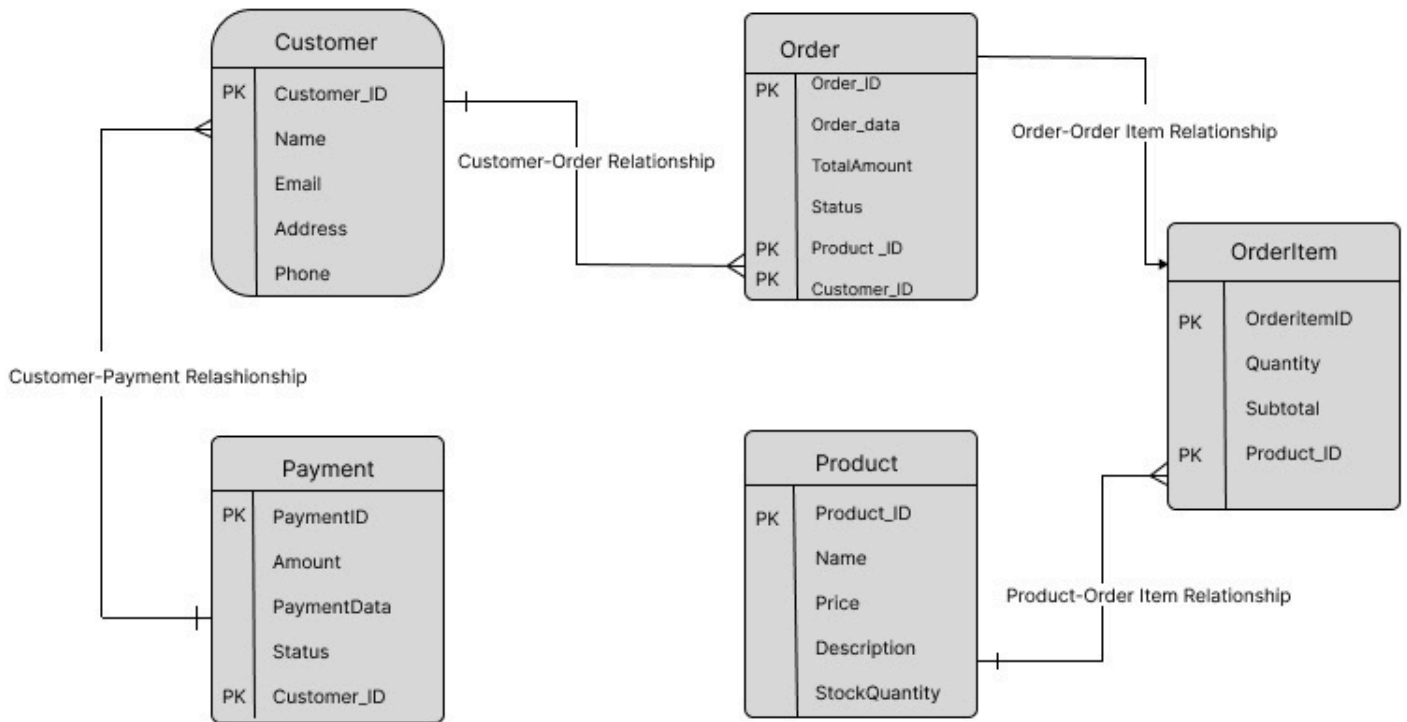 Customer
PK Customer_ID
Name
Email
Address
Phone
Customer-Order Relationship
Order
PK Order_ID
Order_data
TotalAmount
Status
PK Product _ID
PK Customer_ID
Order-Order Item Relationship
OrderItem
PK OrderitemID
Quantity
Subtotal
PK Product_ID
Customer-Payment Relashionship
Payment
PK PaymentID
Amount
PaymentData
Status
PK Customer_ID
Product
PK Product_ID
Name
Price
Description
StockQuantity
Product-Order Item Relationship